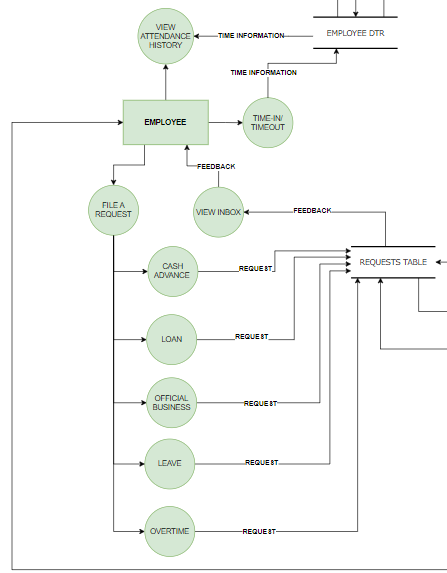 VIEW
ATTENDANCE
HISTORY
TIME INFORMATION
EMPLOYEE DTR
TIME INFORMATION
EMPLOYEE
TIME-IN/
TIMEOUT
FEEDBACK
FILE A
REQUEST
VIEW INBOX
FEEDBACK
CASH
ADVANCE
REQUEST
REQUESTS TABLE
LOAN
REQUEST
OFFICIAL
BUSINESS
REQUEST
LEAVE
REQUEST
OVERTIME
REQUEST